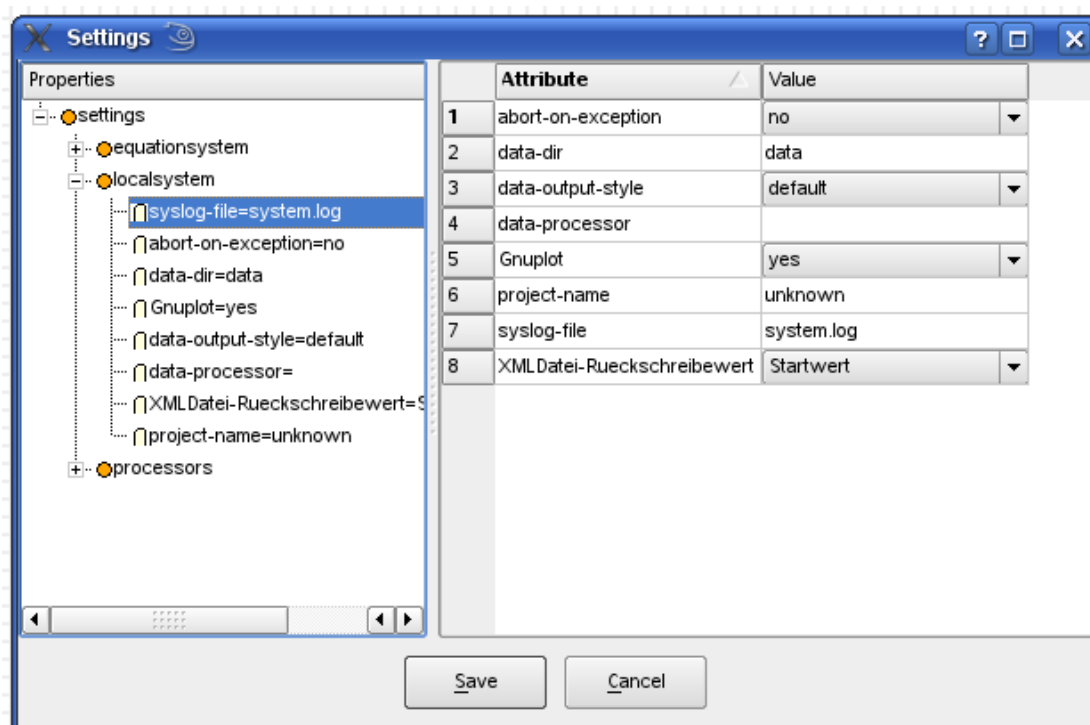 Settings
Properties
settings
equationsystem
localsystem
syslog-file=system.log
abort-on-exception=no
data-dir=data
Gnuplot=yes
data-output-style=default
data-processor=
XMLDatei-Rueckschreibewert=S
project-name=unknown
processors
Attribute Value
1 abort-on-exception no
2 data-dir data
3 data-output-style default
4 data-processor
5 Gnuplot yes
6 project-name unknown
7 syslog-file system.log
8 XMLDatei-Rueckschreibewert Startwert
Save Cancel